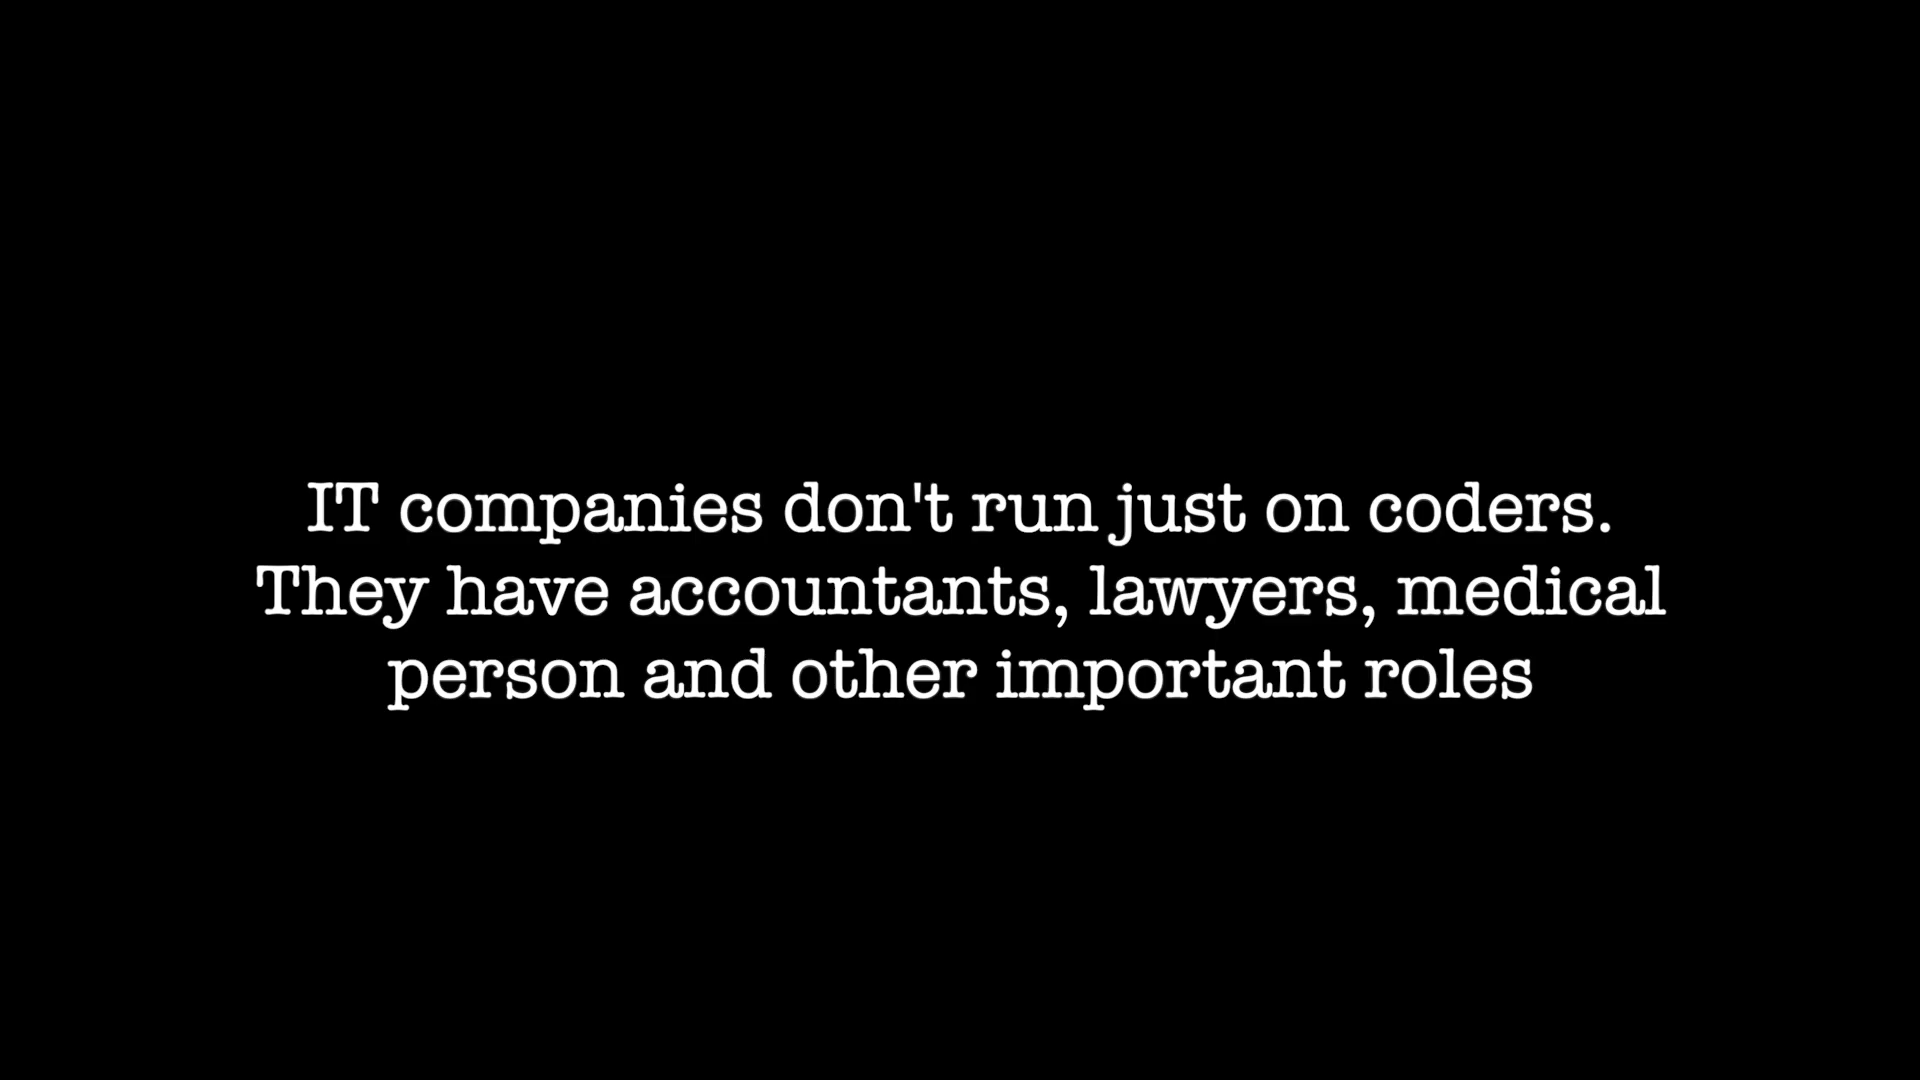 IT companies don't run just on coders.
They have accountants, lawyers, medical
person and other important roles